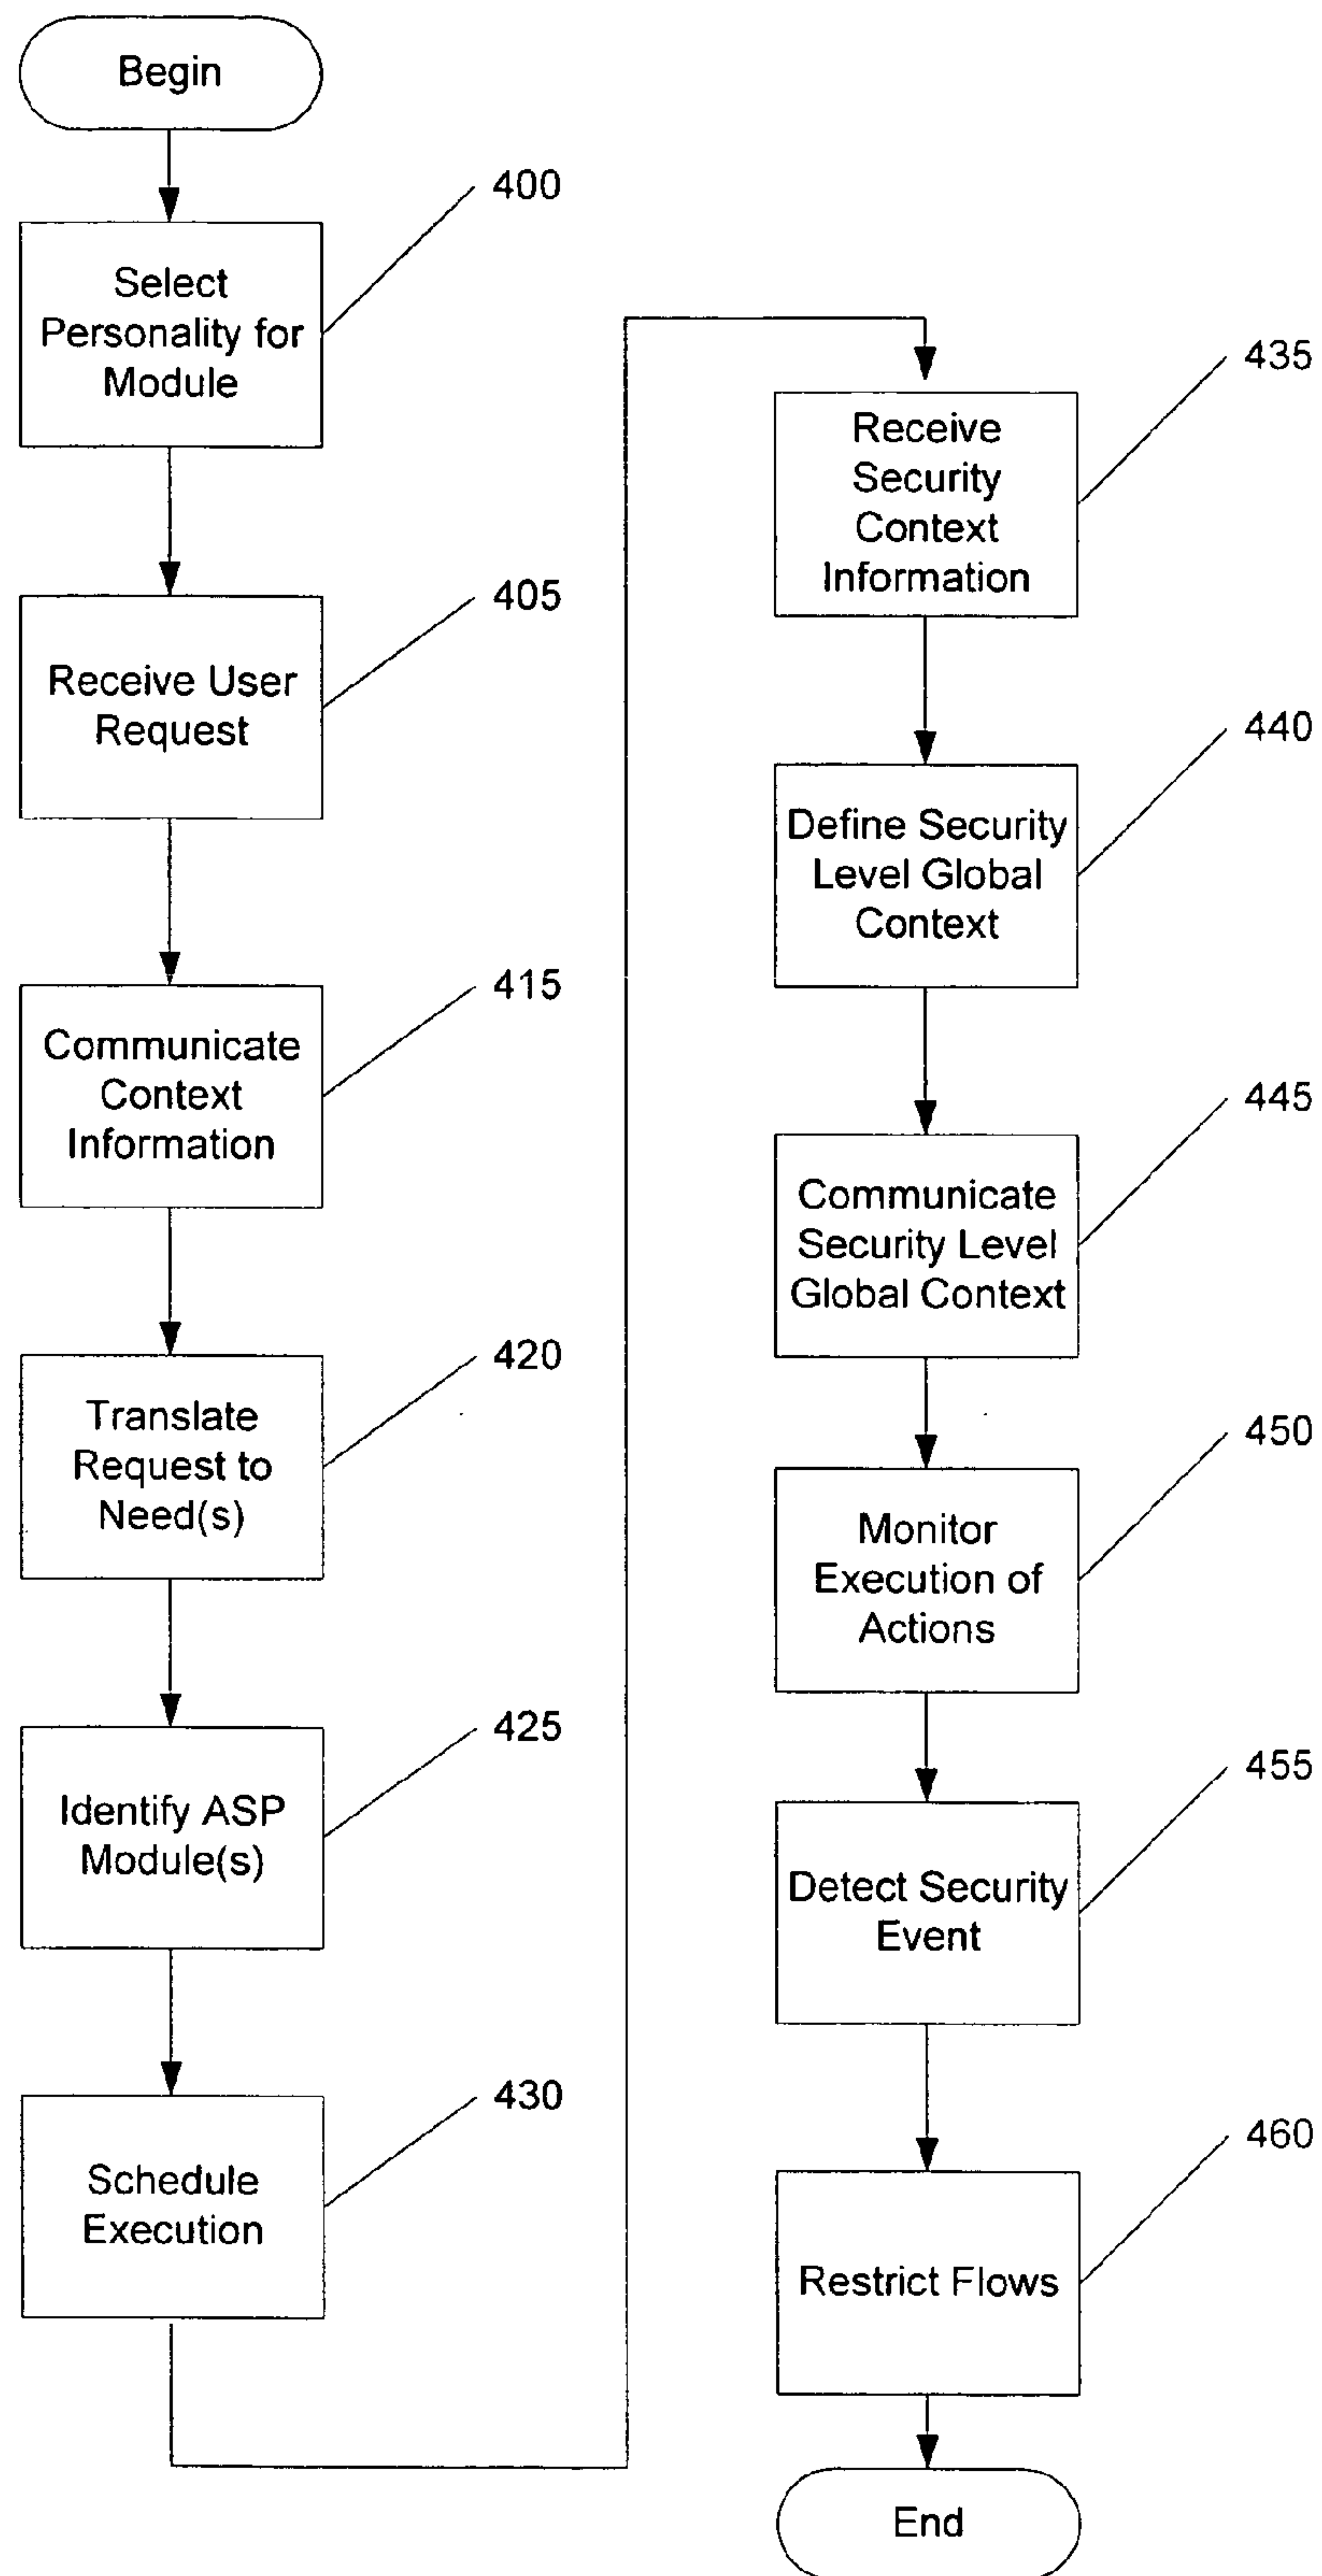 Begin
400
Select
Personality for
Module
405
Receive User
Request
415
Communicate
Context
Information
420
Translate
Request to
Need(s)
425
Identify ASP
Module(s)
430
Schedule
Execution
435
Receive
Security
Context
Information
440
Define Security
Level Global
Context
445
Communicate
Security Level
Global Context
450
Monitor
Execution of
Actions
455
Detect Security
Event
460
Restrict Flows
End